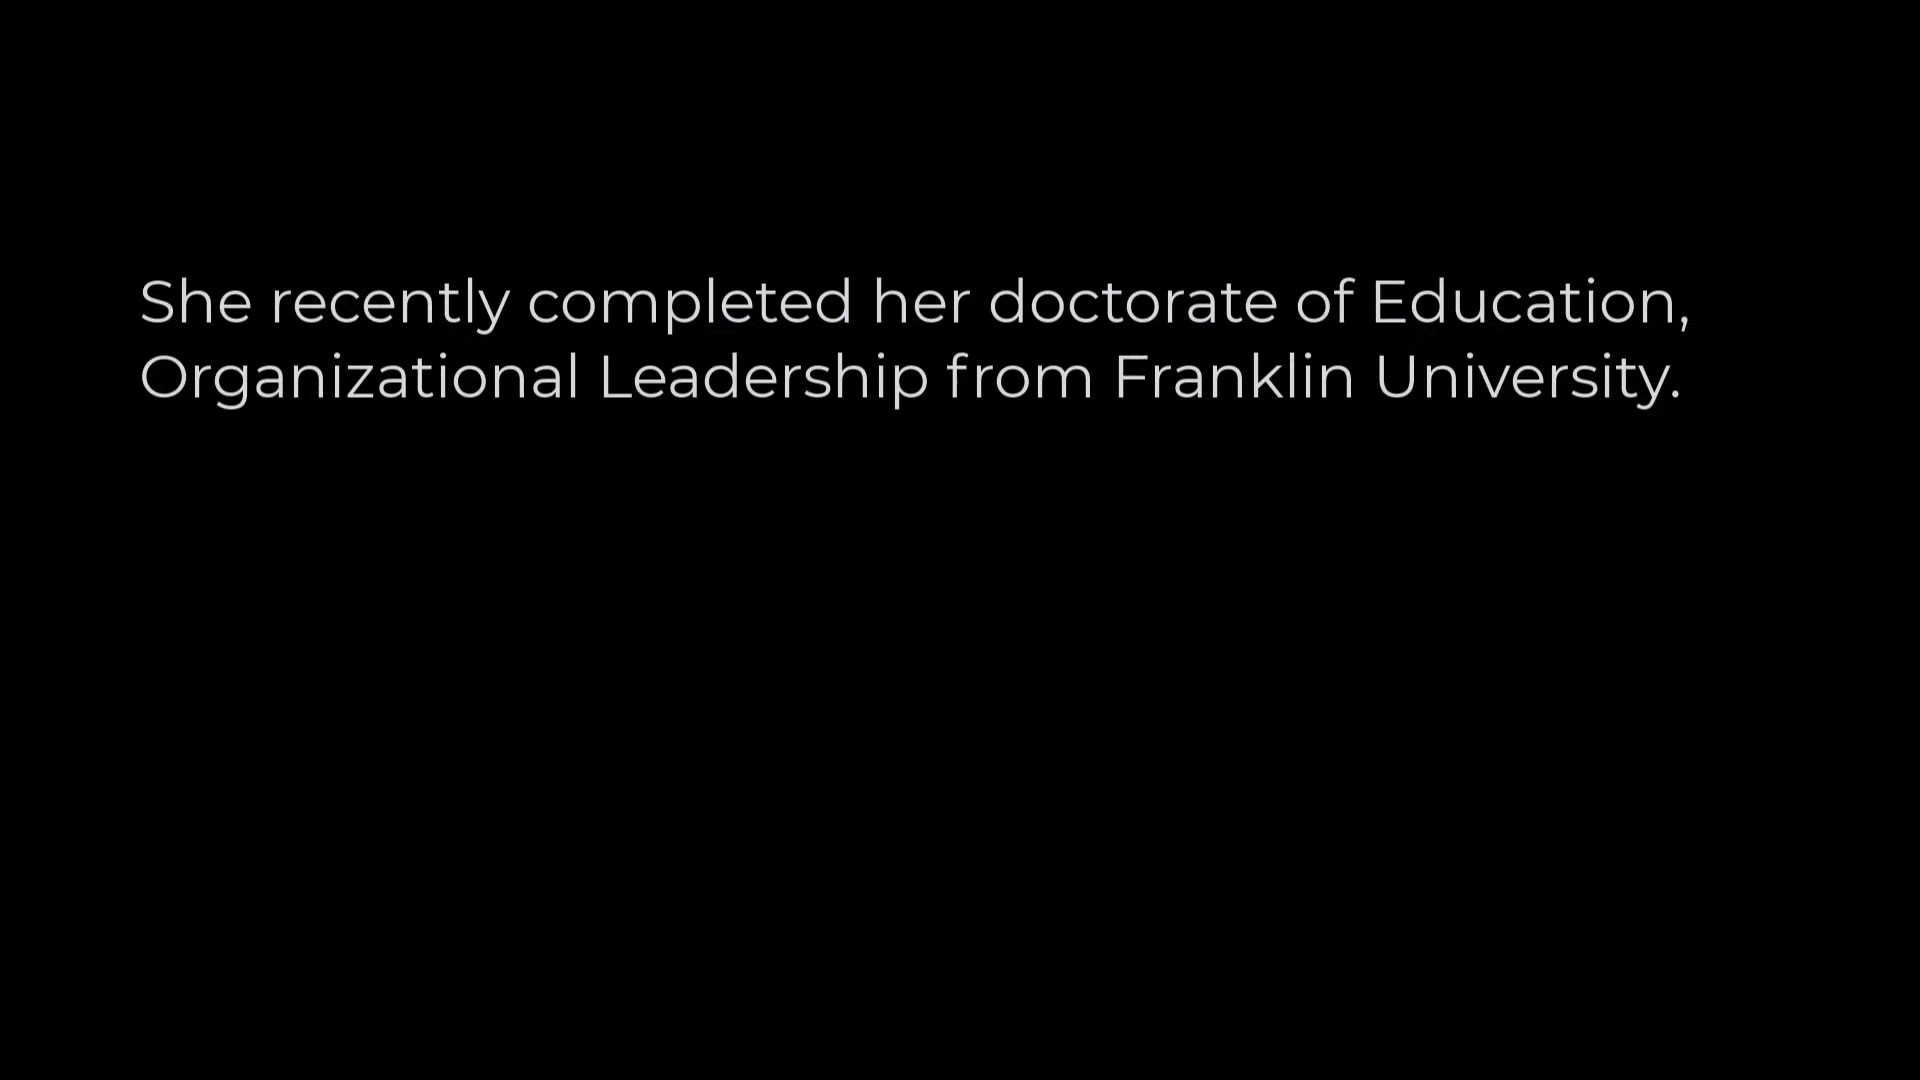 She recently completed her doctorate of Education,
Organizational Leadership from Franklin University.